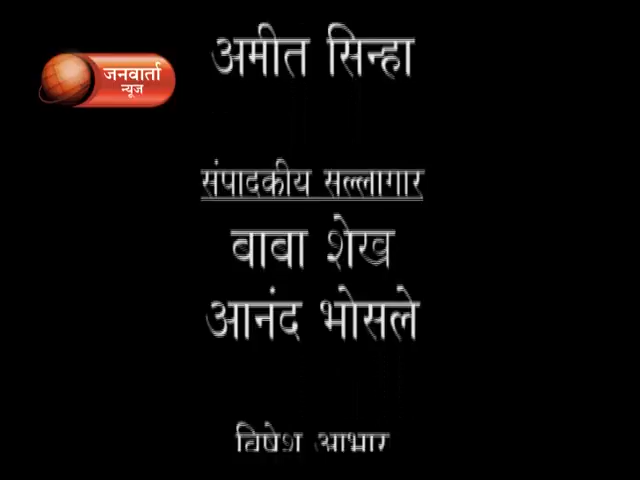 अमीत सिन्हा
जनवार्ता
न्यूज
संपादकीय सल्लागार
बाबा शेख
आनंद भोसले
विषेश आभार